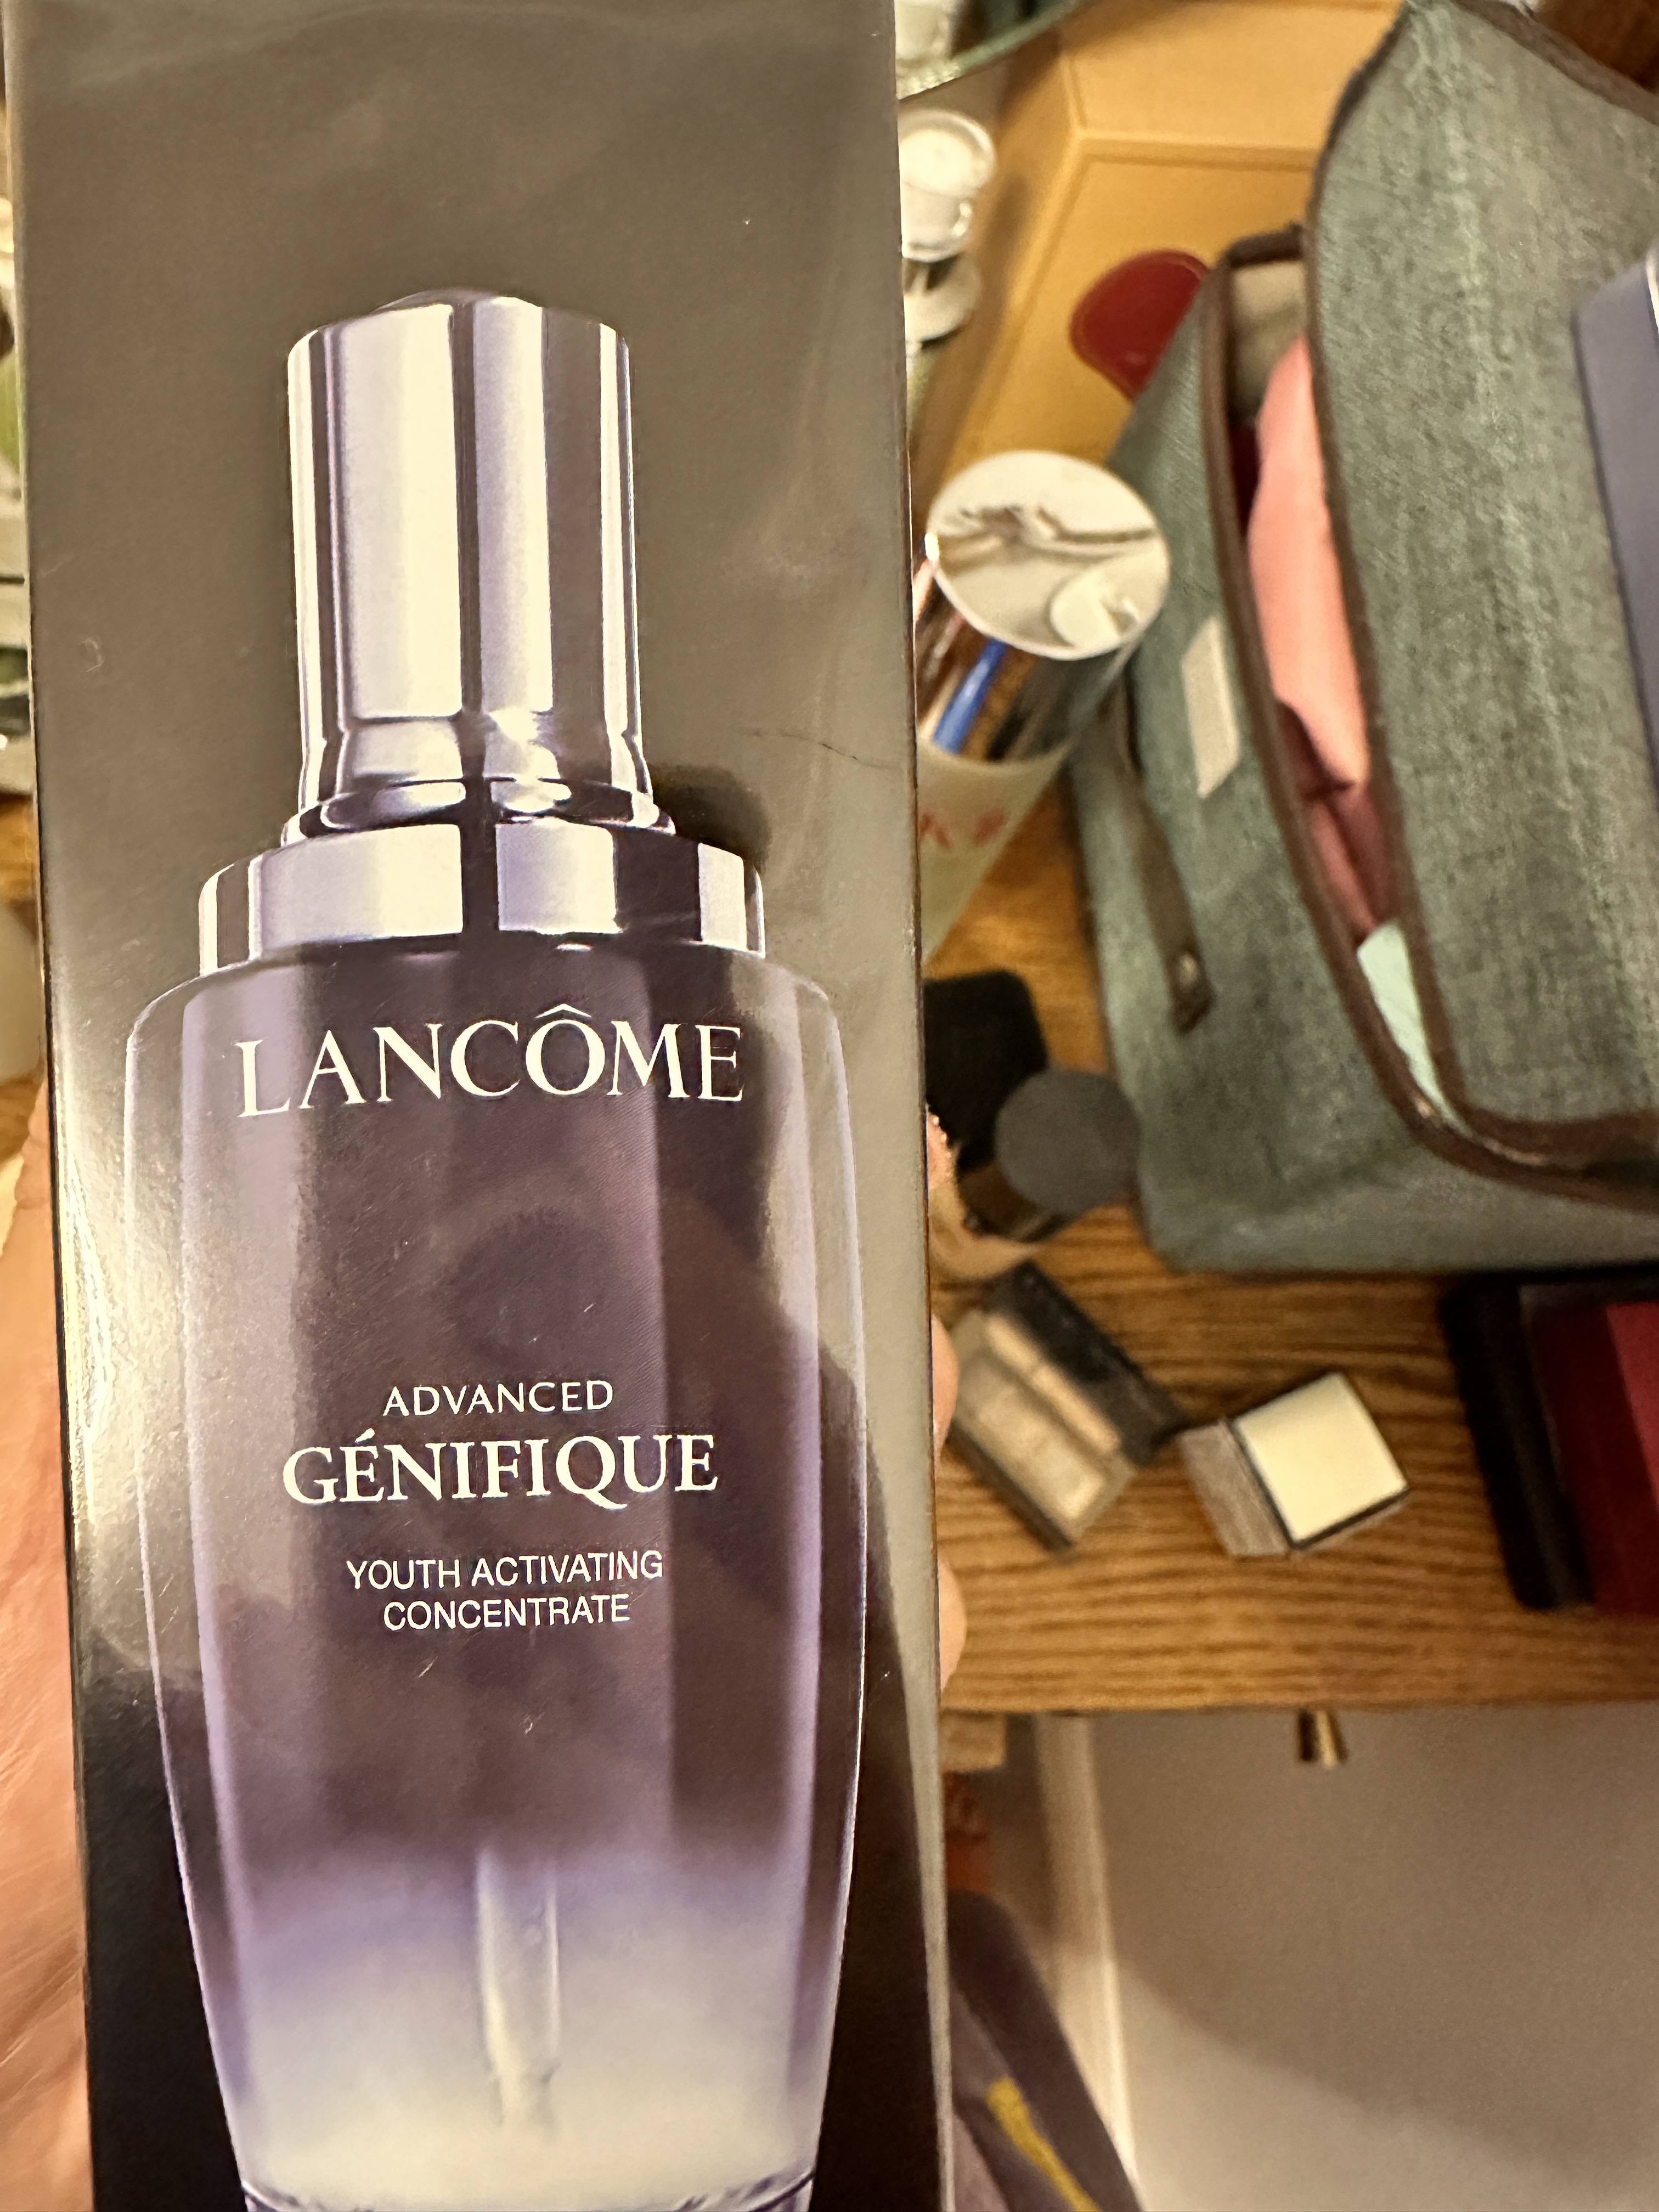 LANCÔME
ADVANCED
GÉNIFIQUE
YOUTH ACTIVATING
CONCENTRATE